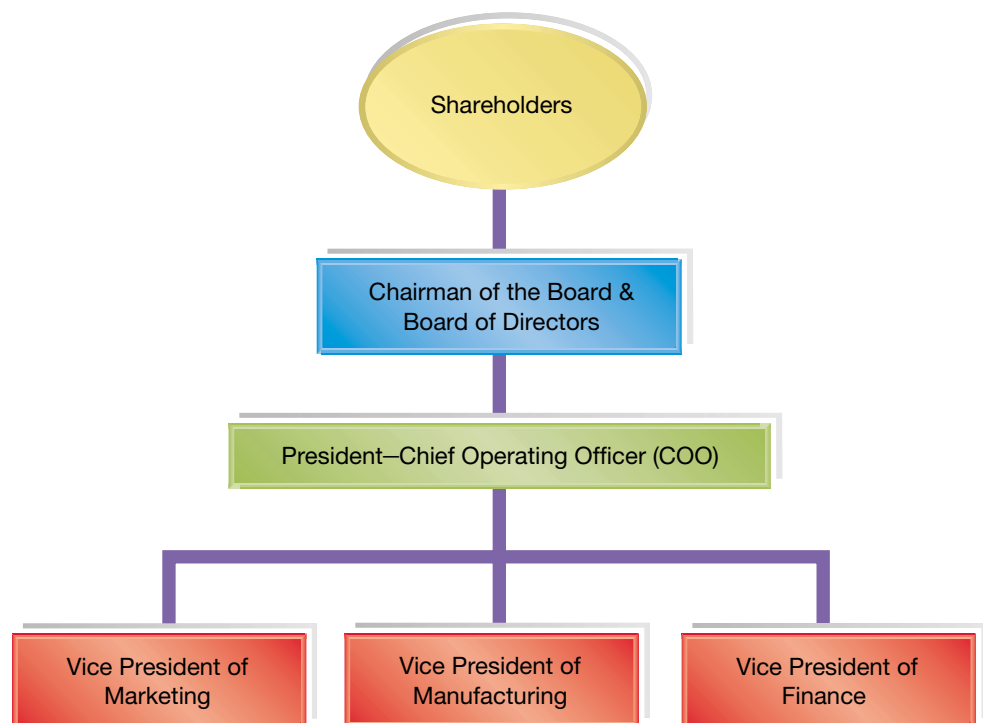 Shareholders
Chairman of the Board &
Board of Directors
President—Chief Operating Officer (COO)
Vice President of
Marketing
Vice President of
Manufacturing
Vice President of
Finance